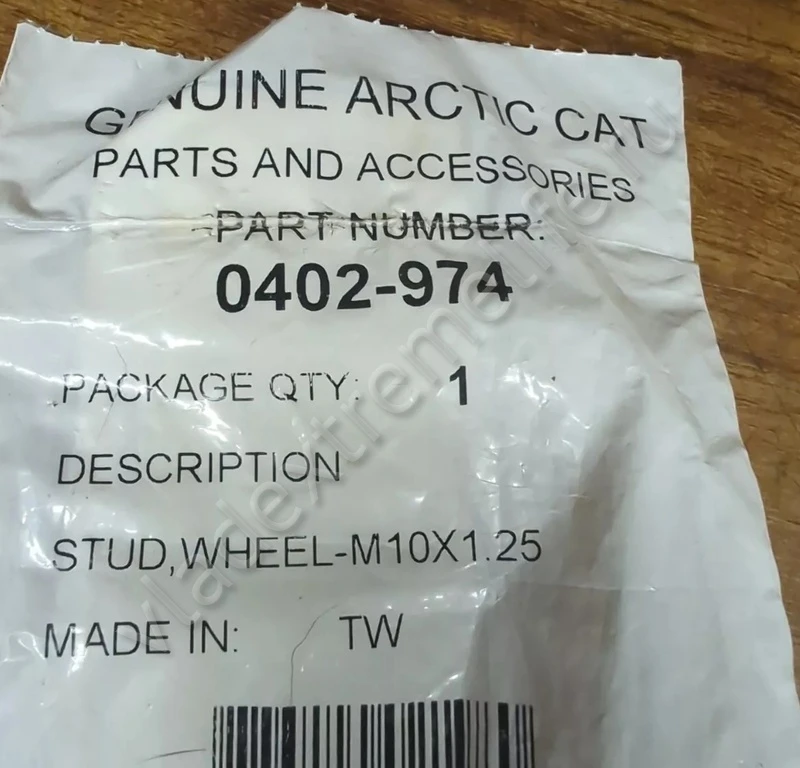 GENUINE ARCTIC CAT
PARTS AND ACCESSORIES
PART NUMBER:
0402-974
PACKAGE QTY: 1
DESCRIPTION
STUD,WHEEL-M10X1.25
MADE IN: TW